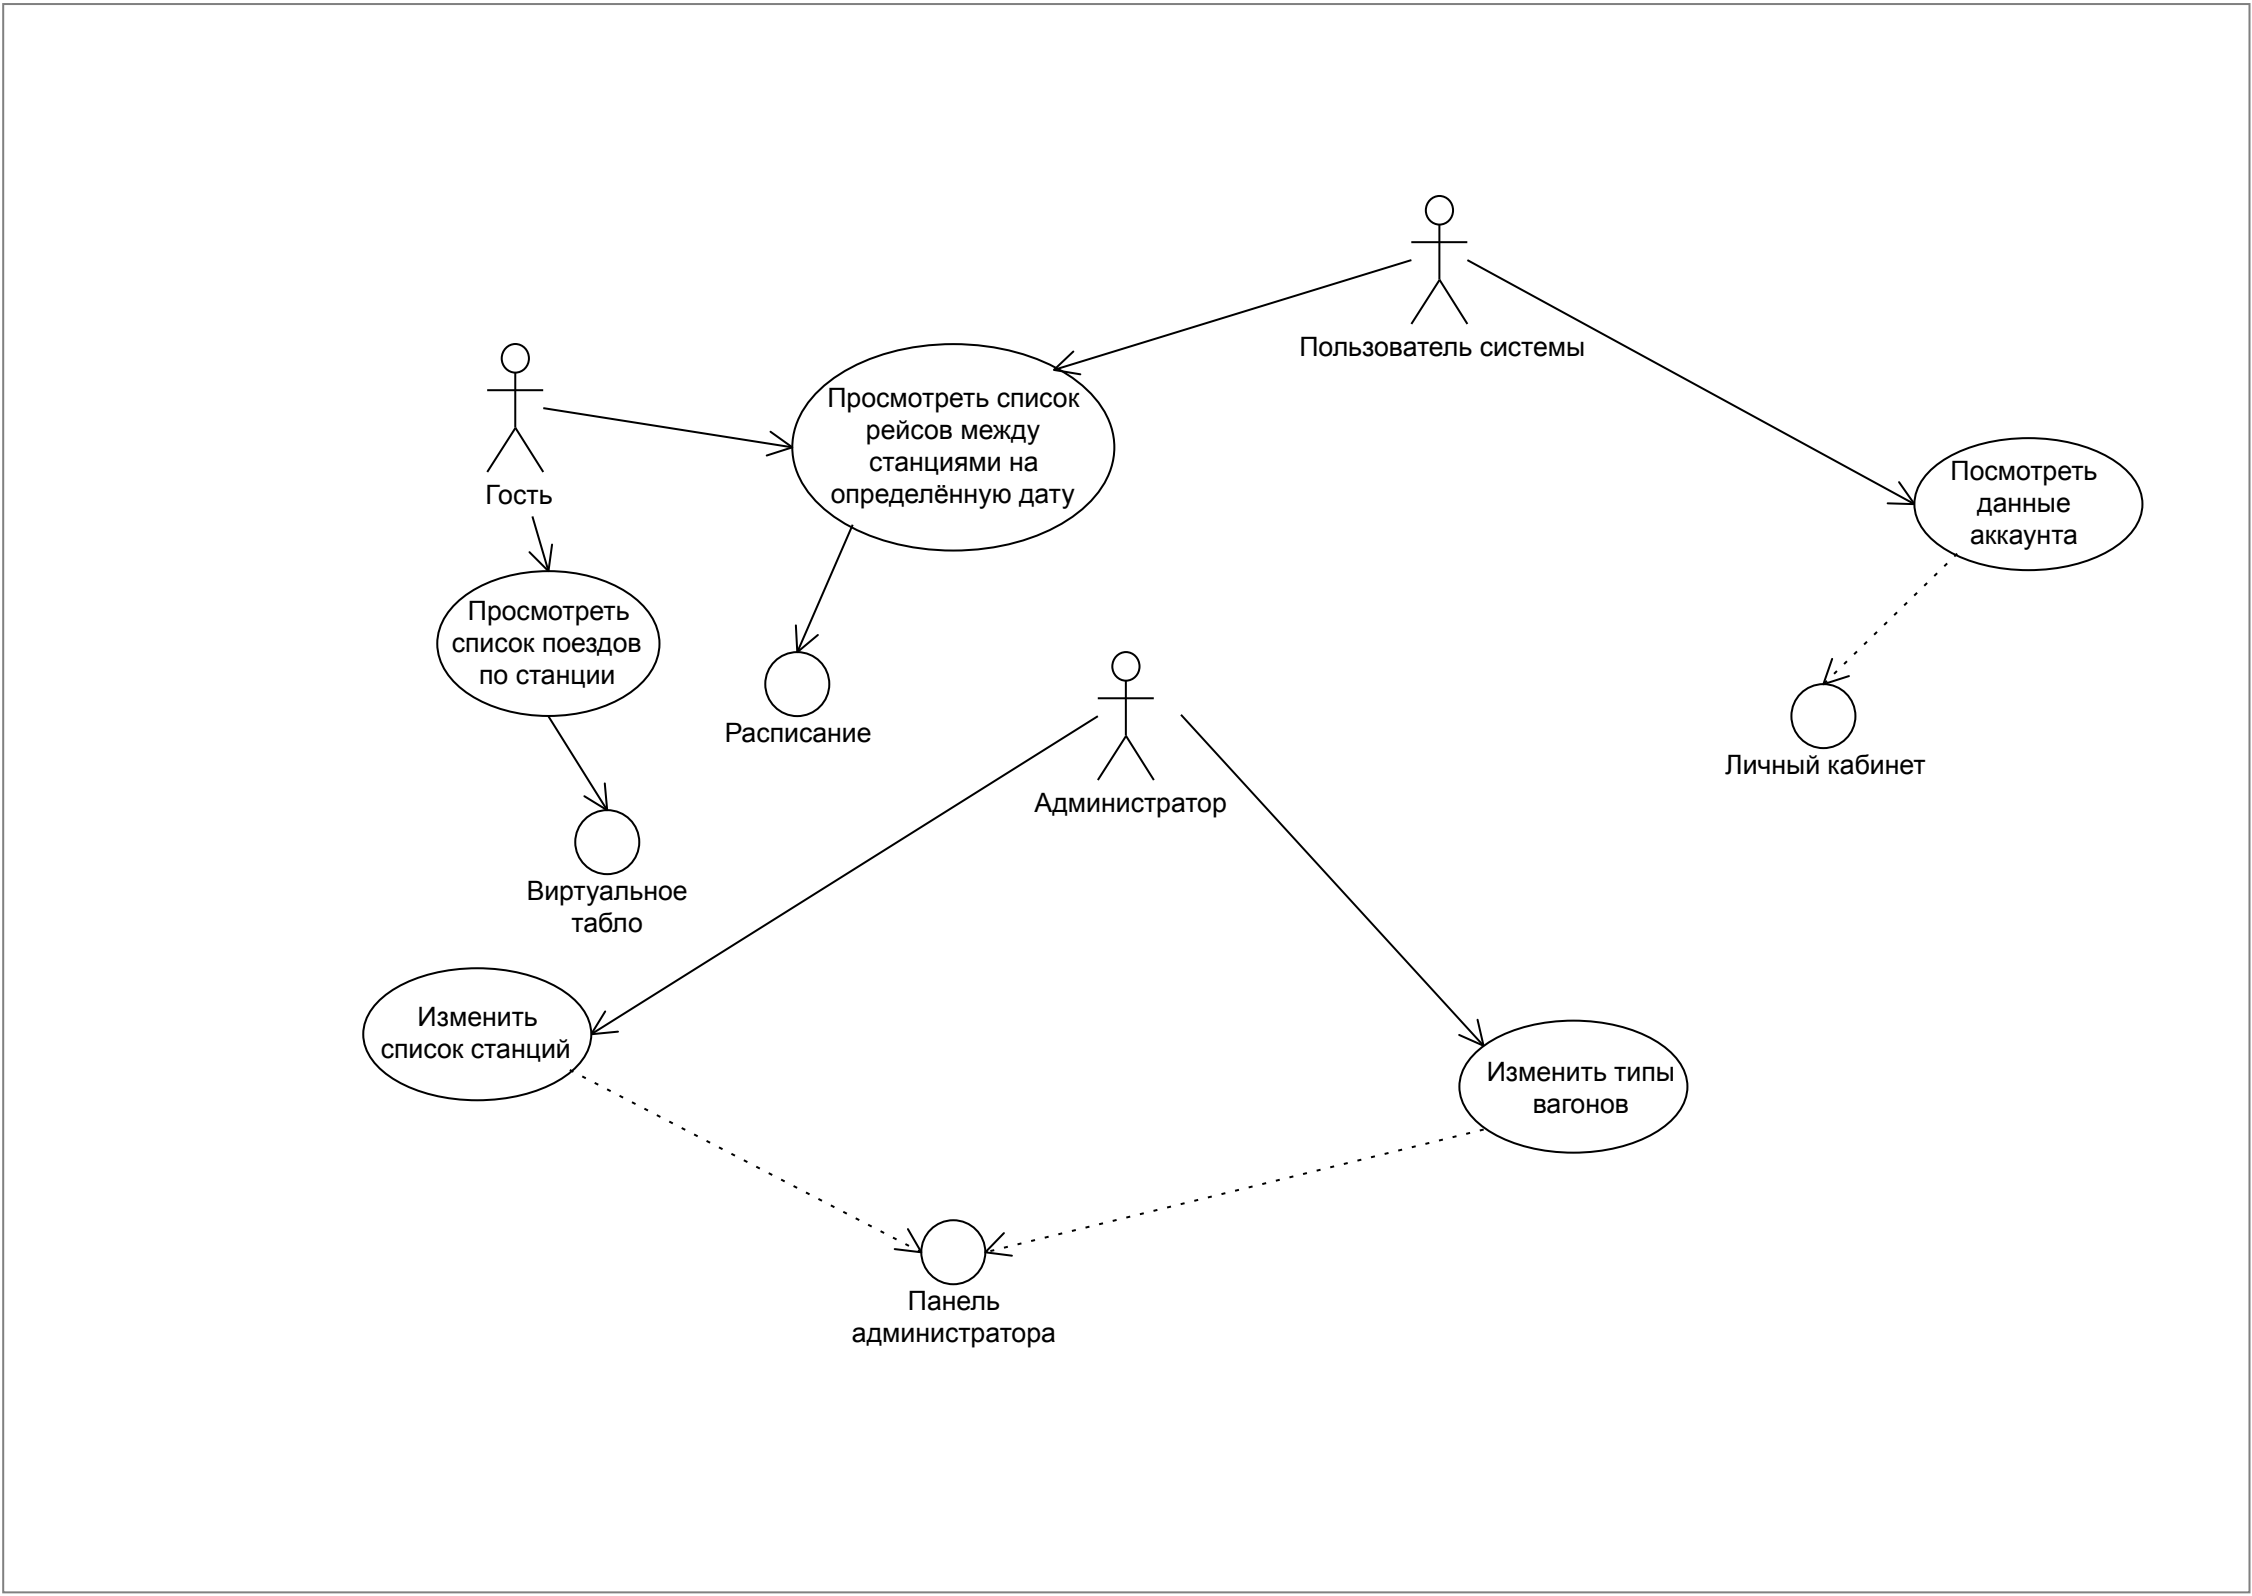 Пользователь системы
Просмотреть список
рейсов между
станциями на
определённую дату
Гость
Посмотреть
данные
аккаунта
Просмотреть
список поездов
по станции
Расписание
Личный кабинет
Администратор
Виртуальное
табло
Изменить
список станций
Изменить типы
вагонов
Панель
администратора